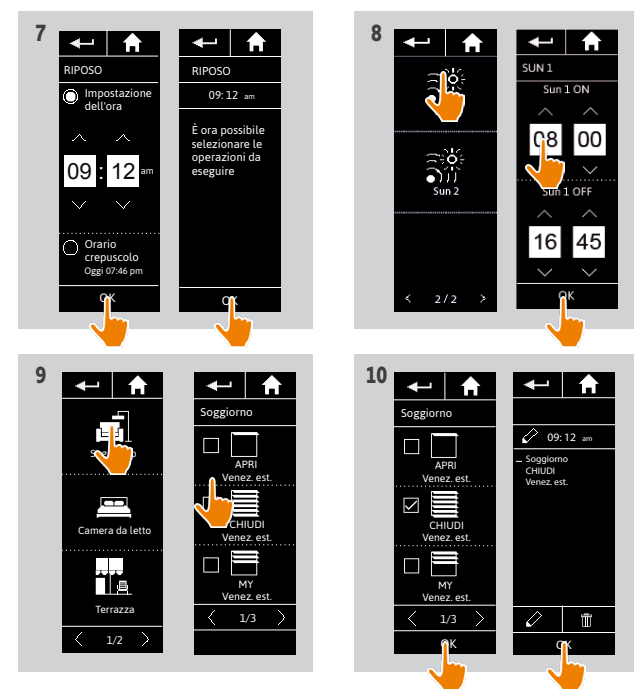 7
RIPOSO
Impostazione
dell'ora
09 : 12 am
Orario
crepuscolo
Oggi 07:46 pm
OK
RIPOSO
09:12 am
È ora possibile
selezionare le
operazioni da
eseguire
OK
8
Sun 2
< 2/2 >
SUN 1
Sun 1 ON
08 00
Sun 1 OFF
16 45
OK
9
Camera da letto
Terrazza
1/2
Soggiorno
APRI
Venez. est.
CHIUDI
Venez. est.
MY
Venez. est.
1/3
10
Soggiorno
APRI
Venez. est.
CHIUDI
Venez. est.
MY
Venez. est.
1/3
OK
09:12 am
– Soggiorno
CHIUDI
Venez. est.
OK